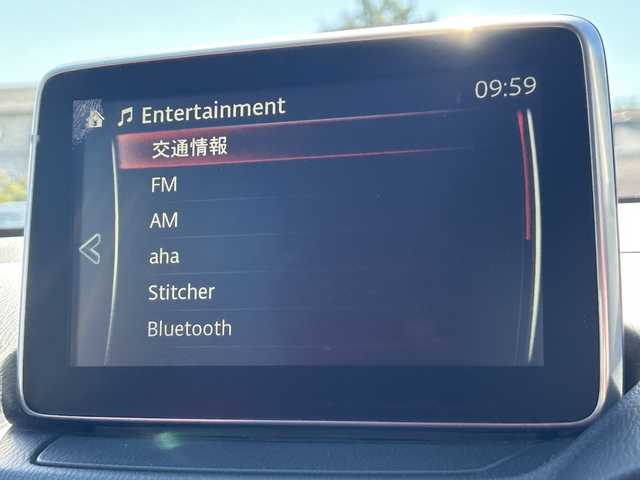 Entertainment
09:59
交通情報
FM
AM
aha
Stitcher
Bluetooth